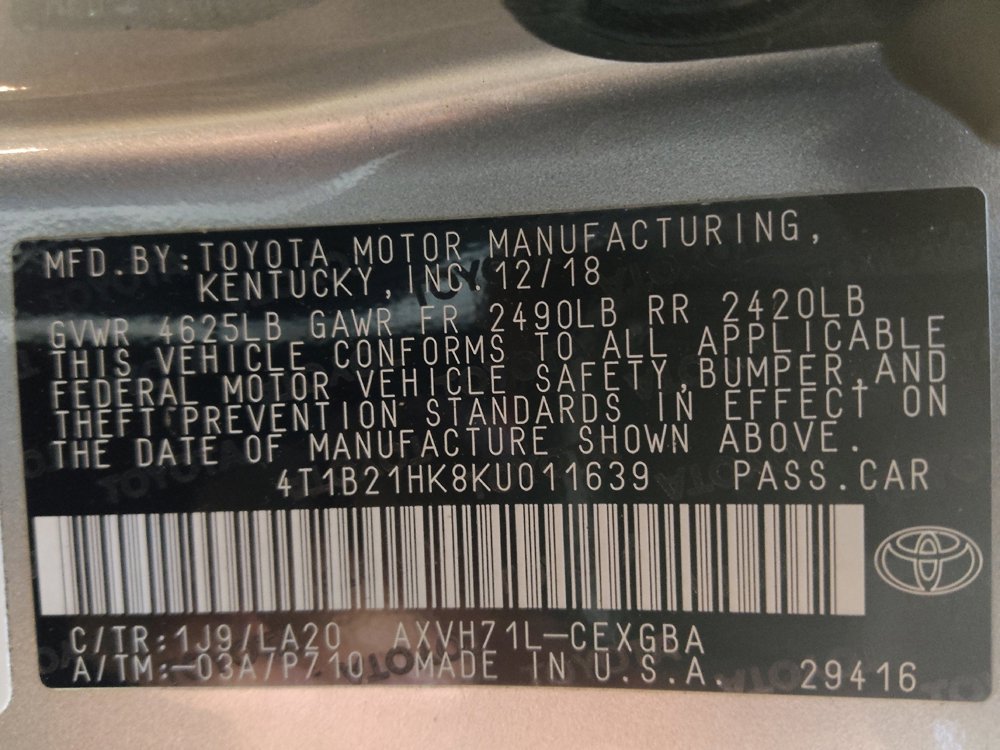 MFD.BY:TOYOTA MOTOR MANUFACTURING,
KENTUCKY,INC.12/18
GVWR 4625LB GAWR FR 2490LB RR 2420LB
THIS VEHICLE CONFORMS TO ALL APPLICABLE
FEDERAL MOTOR VEHICLE SAFETY,BUMPER,AND
THEFT PREVENTION STANDARDS IN EFFECT ON
THE DATE OF MANUFACTURE SHOWN ABOVE.
4T1B21HK8KU011639 PASS.CAR
C/TR:1J9/LA20 AXVH71L-CEXGBA
A/TM:-03A/P710 MADE IN U.S.A. 29416